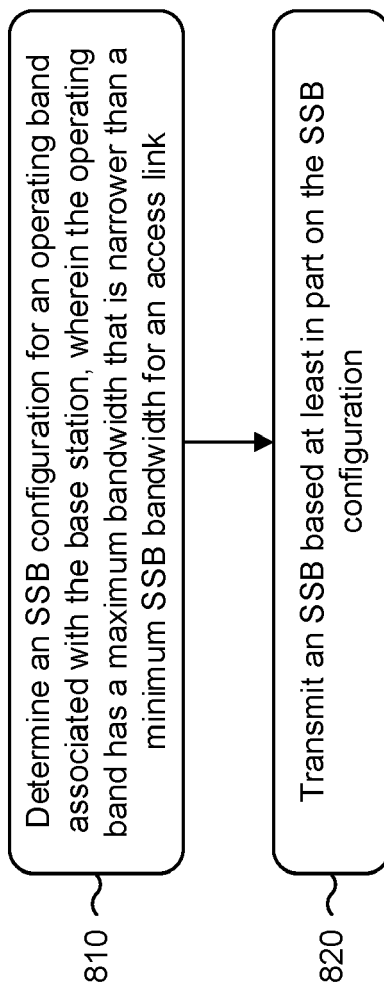 810
Determine an SSB configuration for an operating band
associated with the base station, wherein the operating
band has a maximum bandwidth that is narrower than a
minimum SSB bandwidth for an access link
820
Transmit an SSB based at least in part on the SSB
configuration